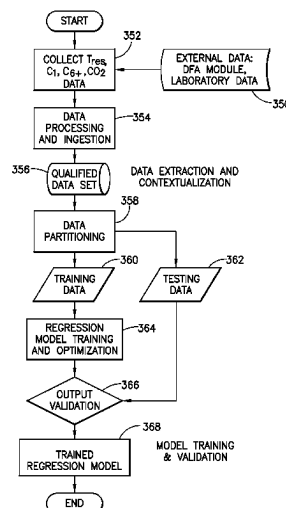 START
352
COLLECT Tres,
C1, C6+, CO2
DATA
EXTERNAL DATA:
DFA MODULE,
LABORATORY DATA
DATA
PROCESSING
AND INGESTION
354
356
QUALIFIED
DATA SET
DATA EXTRACTION AND
CONTEXTUALIZATION
358
DATA
PARTITIONING
360
362
TRAINING
DATA
TESTING
DATA
364
REGRESSION
MODEL TRAINING
AND OPTIMIZATION
366
OUTPUT
VALIDATION
368
TRAINED
REGRESSION MODEL
MODEL TRAINING
& VALIDATION
END